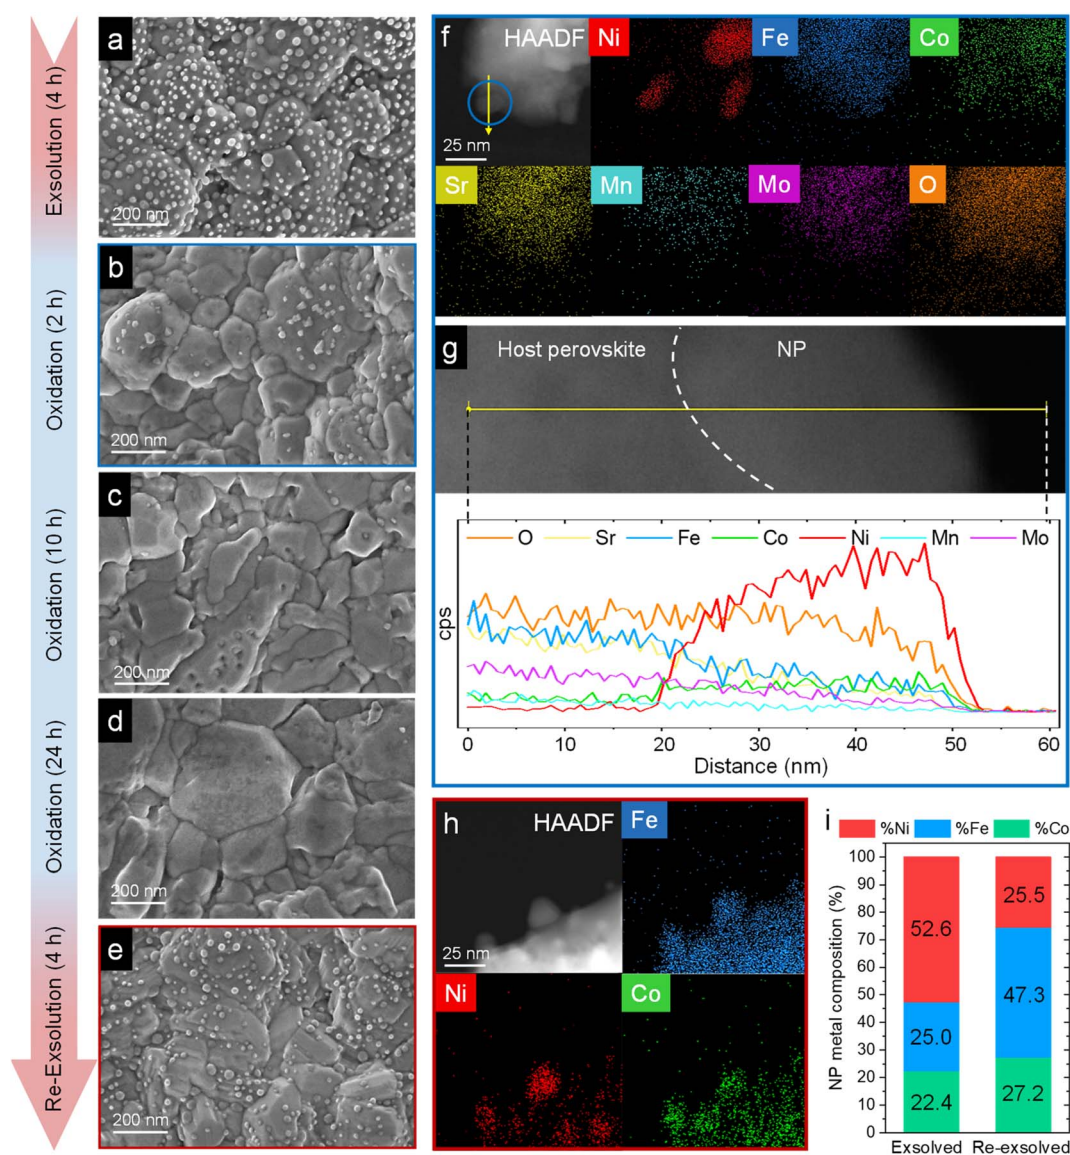 Exsolution (4 h)
Oxidation (2 h)
Oxidation (10 h)
Oxidation (24 h)
Re-Exsolution (4 h)
a
200 nm
b
200 nm
c
200 nm
d
200 nm
e
200 nm
f
HAADF
Ni
Fe
Co
25 nm
Sr
Mn
Mo
O
g
Host perovskite
NP
O Sr Fe Co Ni Mn Mo
cps
0 10 20 30 40 50 60
Distance (nm)
h
HAADF
Fe
25 nm
Ni
Co
i
%Ni %Fe %Co
NP metal composition (%)
100
90
80
70
60
50
40
30
20
10
0
52.6
25.0
22.4
25.5
47.3
27.2
Exsolved Re-exsolved